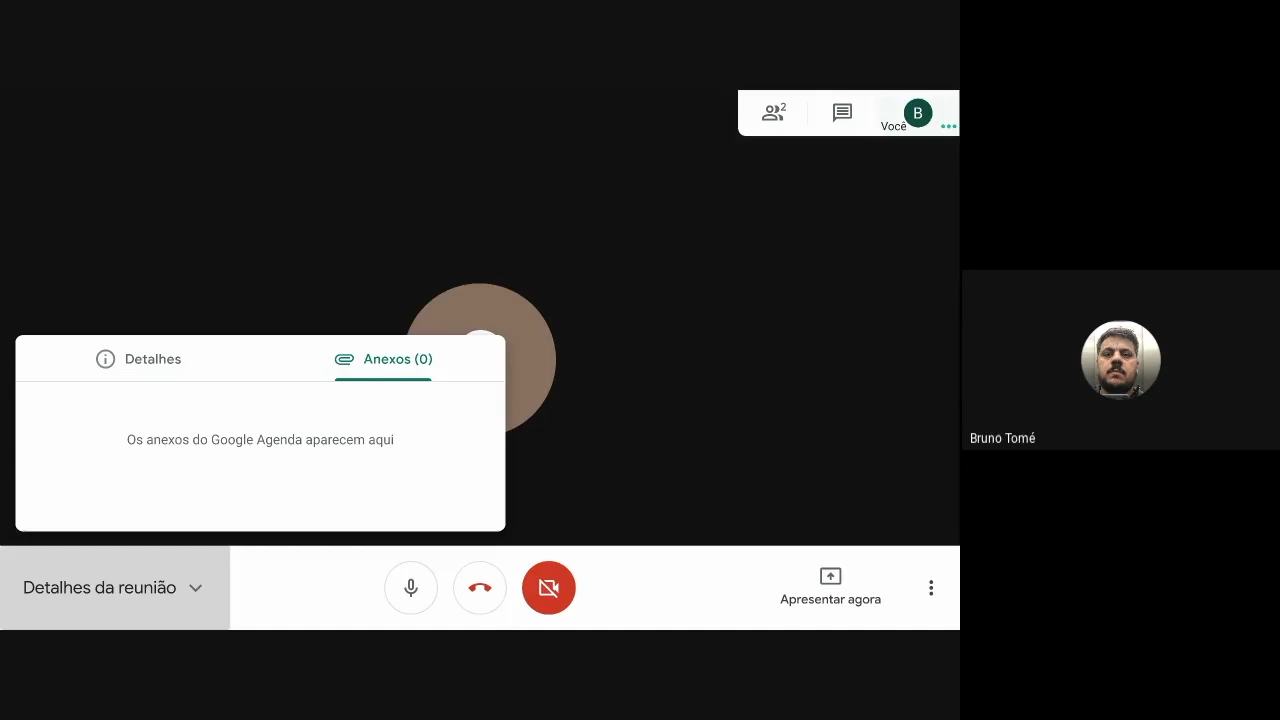 2
B
Você
Detalhes
Anexos (0)
Os anexos do Google Agenda aparecem aqui
Bruno Tomé
Detalhes da reunião
Apresentar agora